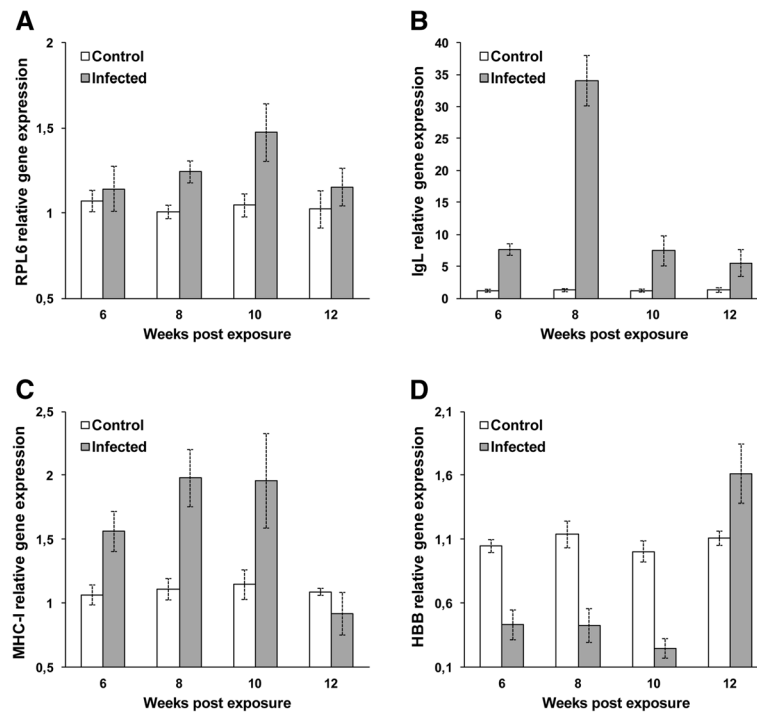 A
RPL6 relative gene expression
2
1,5
1
0,5
Control
Infected
6 8 10 12
Weeks post exposure
B
IgL relative gene expression
40
35
30
25
20
15
10
5
0
Control
Infected
6 8 10 12
Weeks post exposure
C
MHC-I relative gene expression
2,5
2
1,5
1
0,5
Control
Infected
6 8 10 12
Weeks post exposure
D
HBB relative gene expression
2,1
1,6
1,1
0,6
0,1
Control
Infected
6 8 10 12
Weeks post exposure